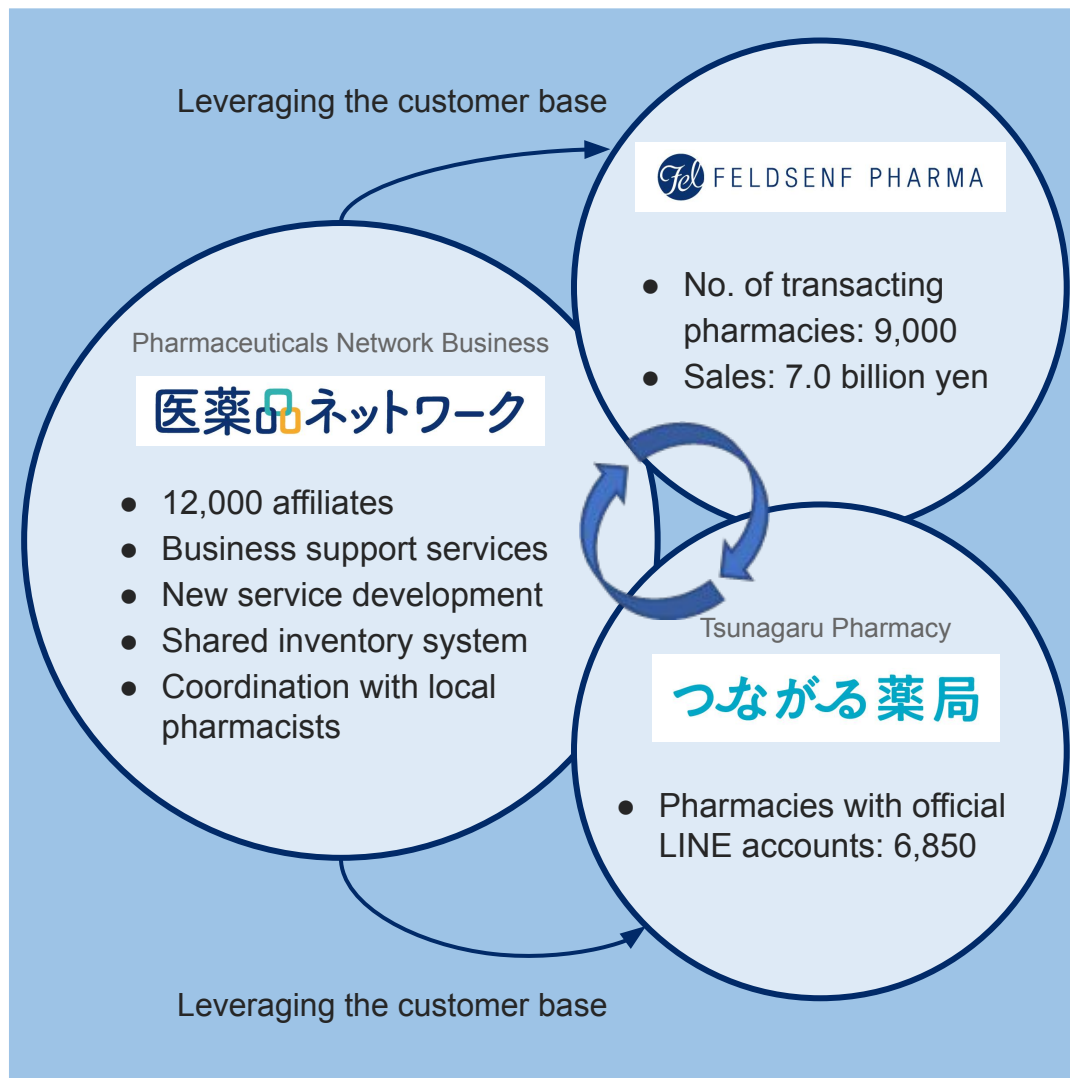 Leveraging the customer base
Fel FELDSENF PHARMA
● No. of transacting
pharmacies: 9,000
● Sales: 7.0 billion yen
Pharmaceuticals Network Business
医薬品ネットワーク
● 12,000 affiliates
● Business support services
● New service development
● Shared inventory system
● Coordination with local
pharmacists
Tsunagaru Pharmacy
つながる薬局
● Pharmacies with official
LINE accounts: 6,850
Leveraging the customer base